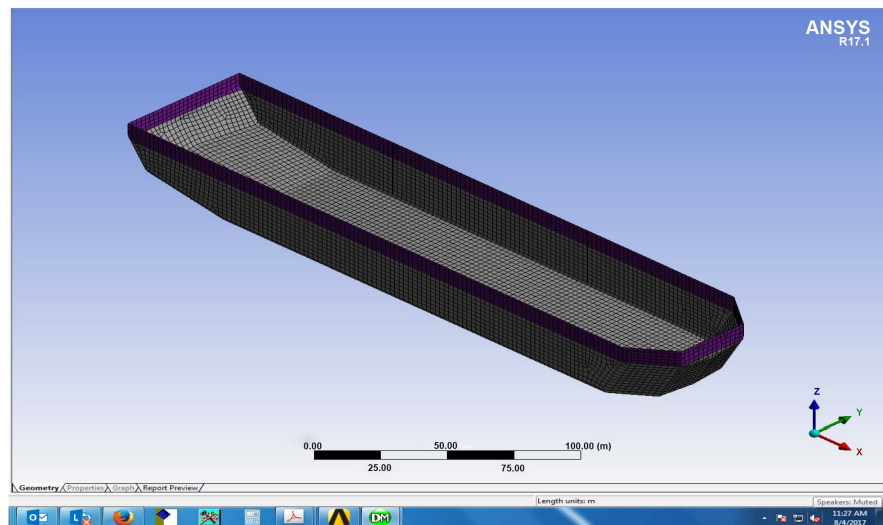 ANSYS
R17.1
Z
Y
X
0.00 50.00 100.00 (m)
25.00 75.00
Geometry Properties Graph Report Preview
Length units: m
Speakers: Muted
11:27 AM
8/4/2017
DM